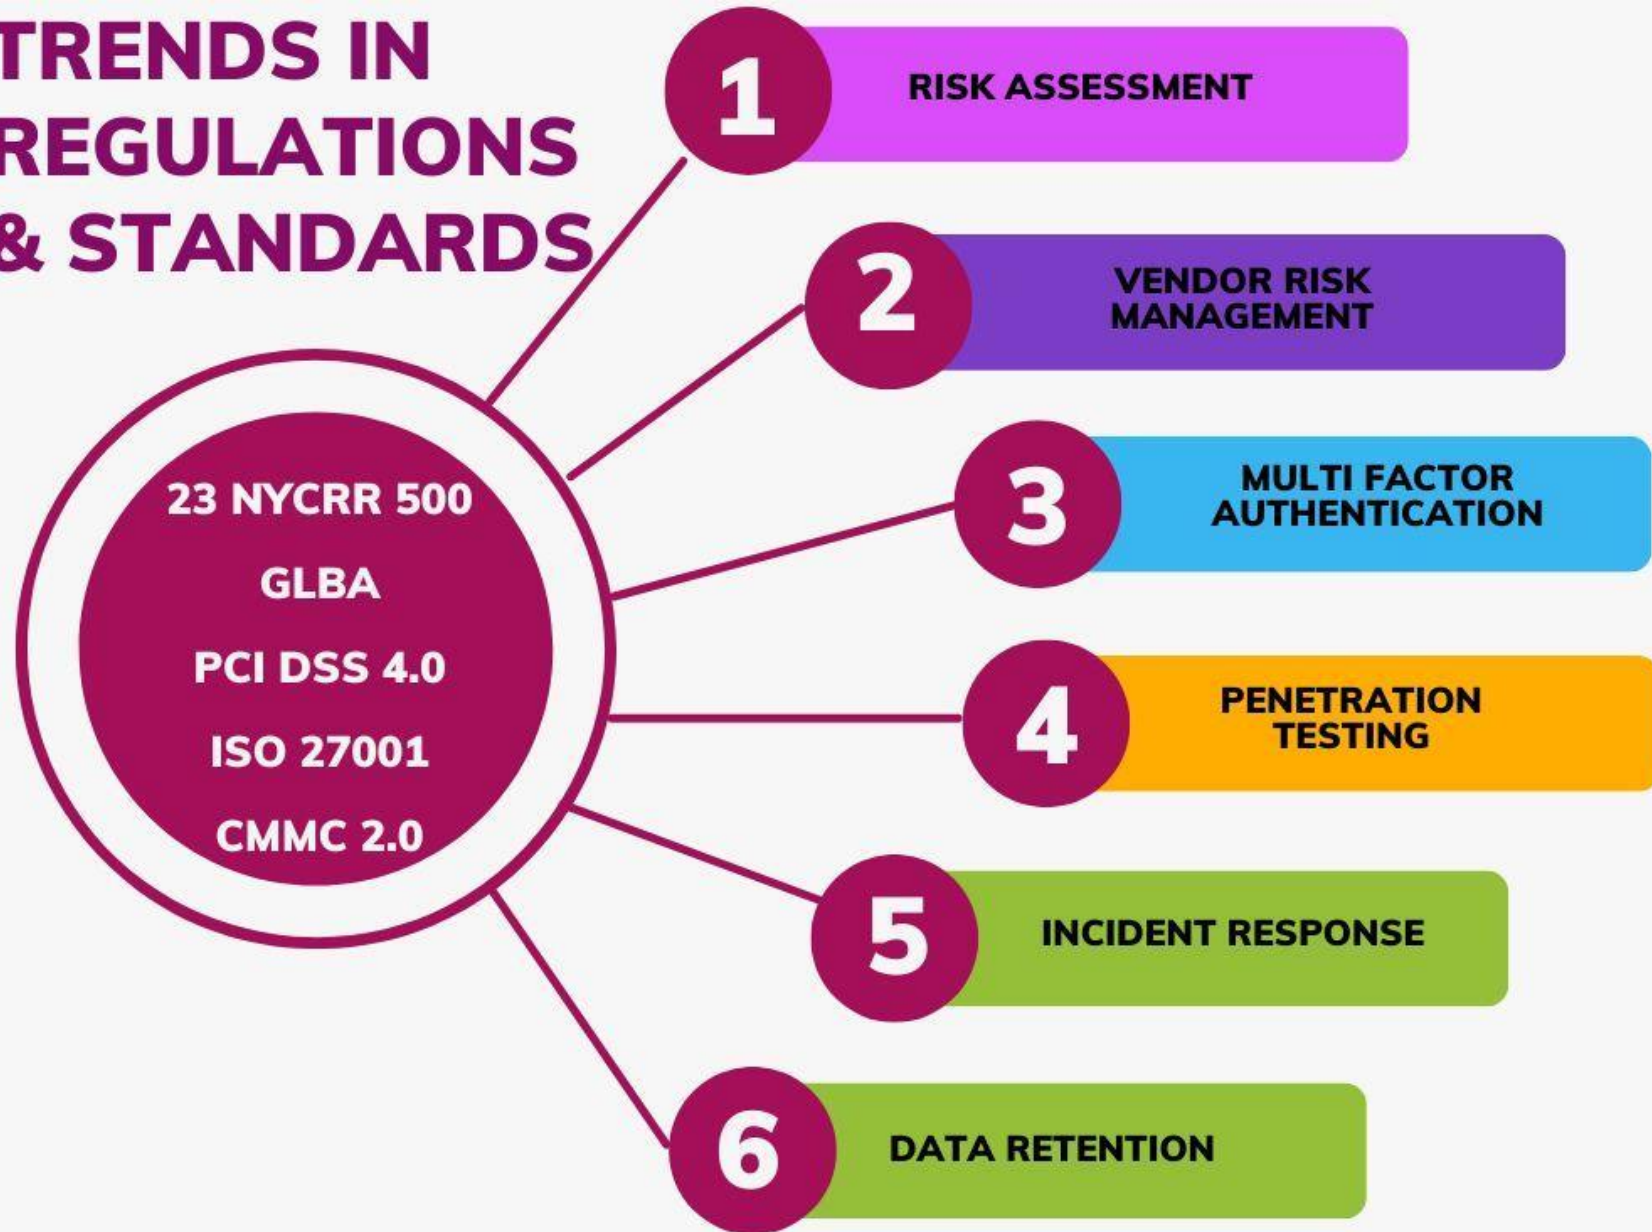 TRENDS IN
REGULATIONS
& STANDARDS
1
RISK ASSESSMENT
2
VENDOR RISK
MANAGEMENT
3
MULTI FACTOR
AUTHENTICATION
4
PENETRATION
TESTING
5
INCIDENT RESPONSE
6
DATA RETENTION
23 NYCRR 500
GLBA
PCI DSS 4.0
ISO 27001
CMMC 2.0